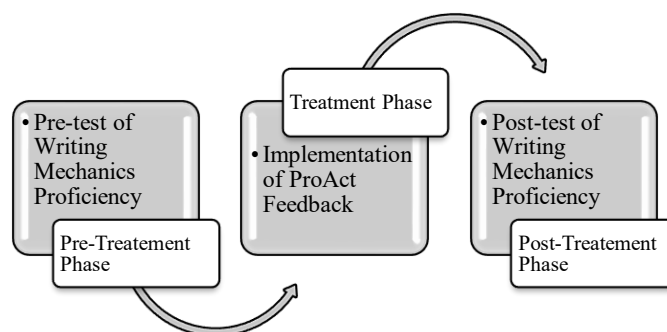 • Pre-test of
Writing
Mechanics
Proficiency
Pre-Treatement
Phase
Treatment Phase
• Implementation
of ProAct
Feedback
• Post-test of
Writing
Mechanics
Proficiency
Post-Treatement
Phase